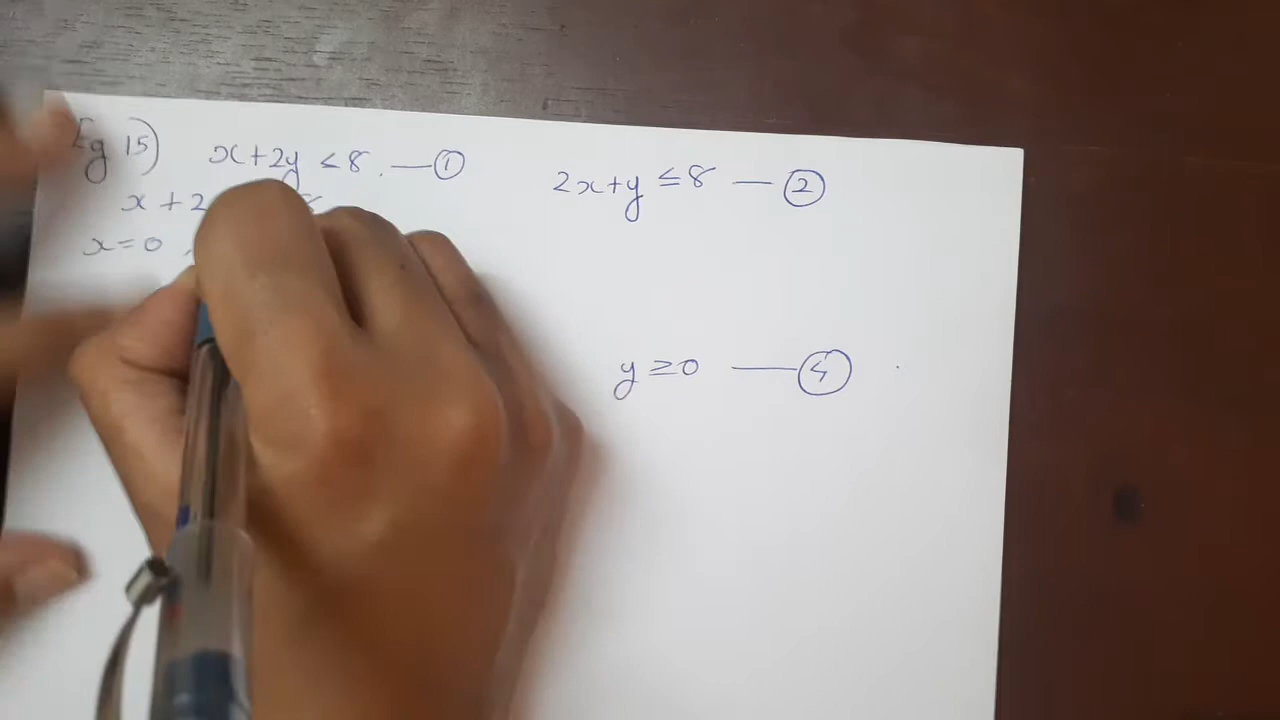 Eg 15) x+2y ≤ 8. — ①
2x+y ≤ 8 — ②
x + 2
x = 0 ,
y ≥ 0 — ④